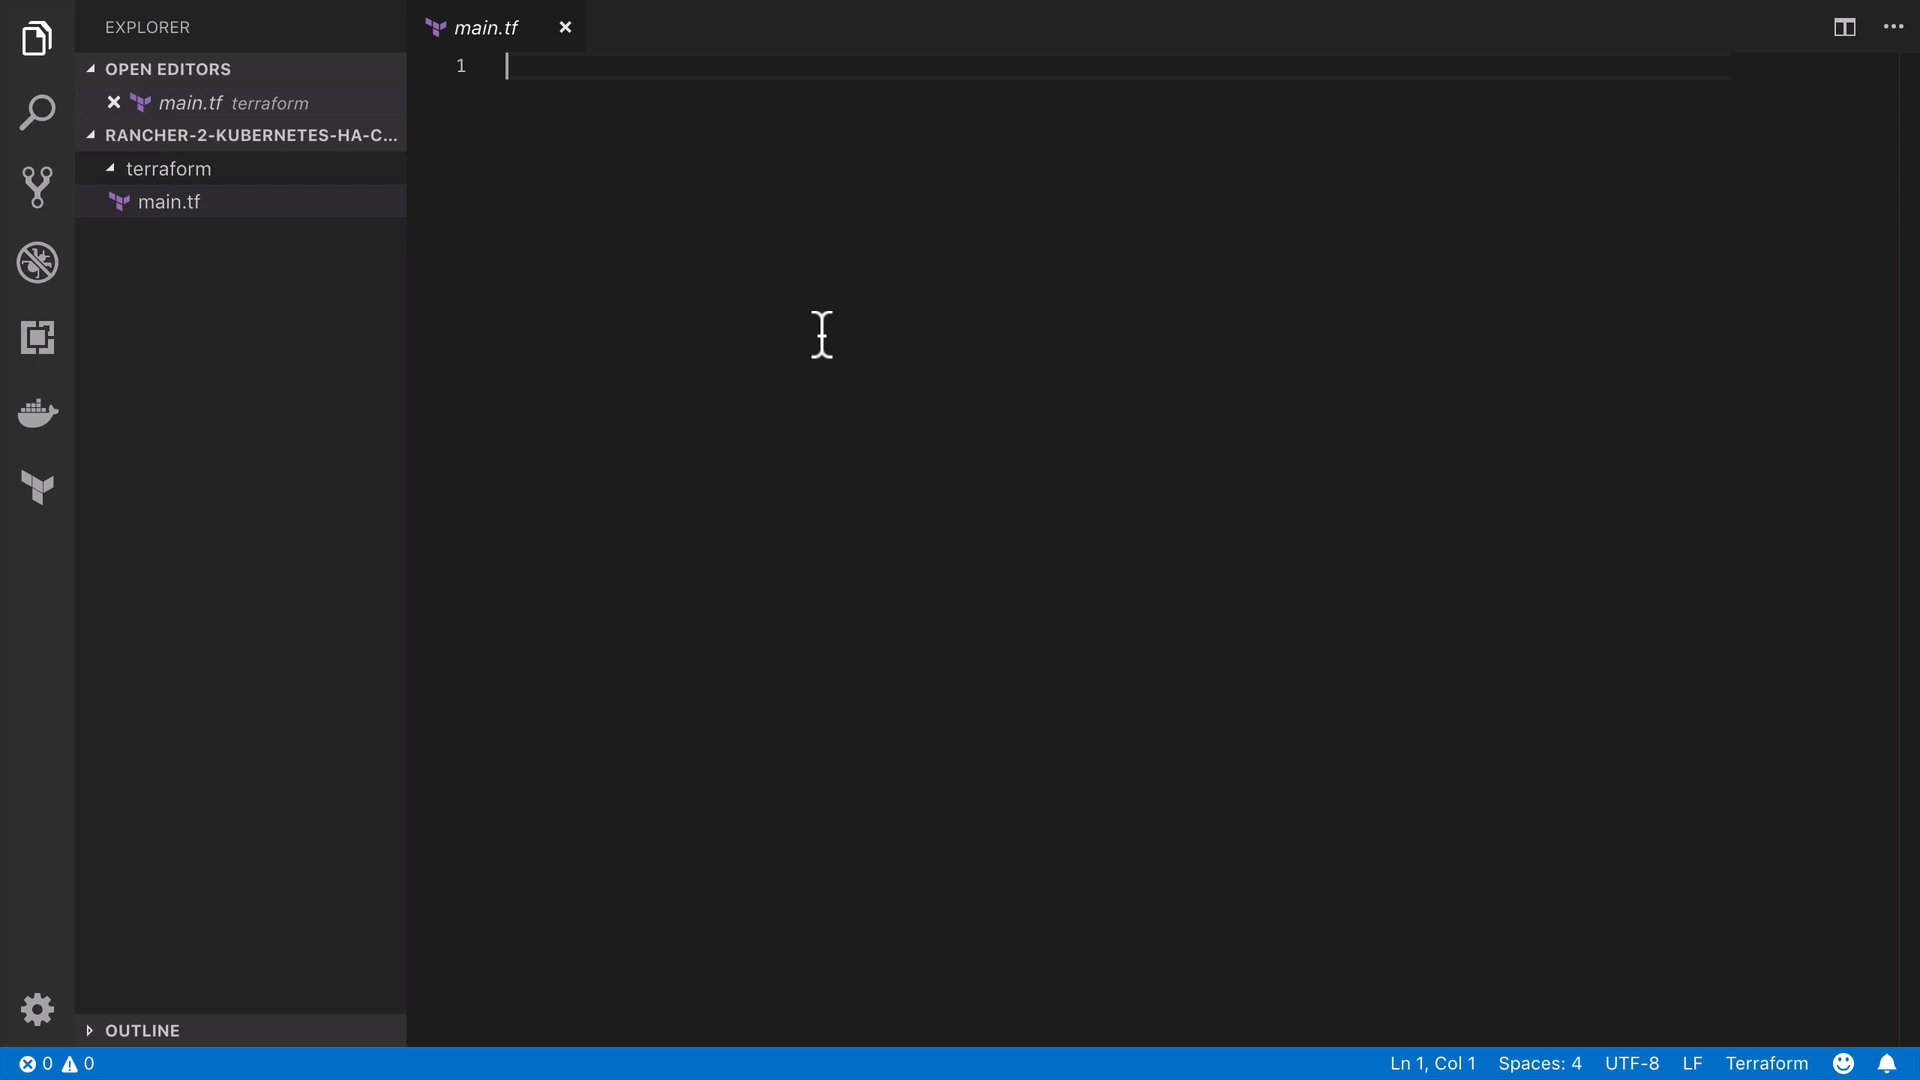 EXPLORER
OPEN EDITORS
main.tf terraform
RANCHER-2-KUBERNETES-HA-C...
terraform
main.tf
OUTLINE
main.tf
1
0 0
Ln 1, Col 1 Spaces: 4 UTF-8 LF Terraform